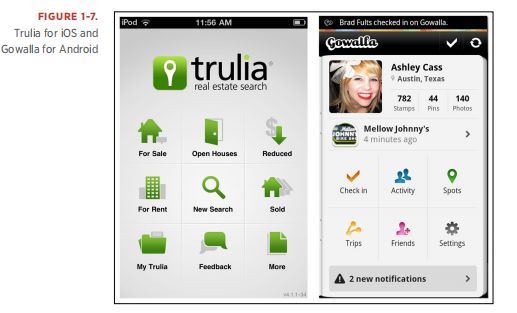 FIGURE 1-7.
Trulia for iOS and
Gowalla for Android
iPod 11:56 AM
trulia
real estate search
For Sale Open Houses Reduced
For Rent New Search Sold
My Trulia Feedback More
v4.1.1-34
Brad Fults checked in on Gowalla.
Gowalla
Ashley Cass
Austin, Texas
782 44 140
Stamps Pins Photos
Mellow Johnny's
4 minutes ago
Check in Activity Spots
Trips Friends Settings
2 new notifications